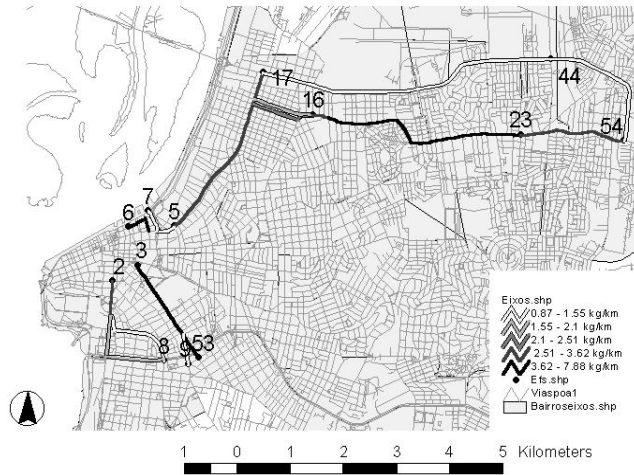 17
44
16
23
54
7
6
5
3
2
8
9
53
Eixos.shp
0.87 - 1.55 kg/km
1.55 - 2.1 kg/km
2.1 - 2.51 kg/km
2.51 - 3.62 kg/km
3.62 - 7.88 kg/km
Efs.shp
Viaspoa1
Bairroseixos.shp
1 0 1 2 3 4 5 Kilometers